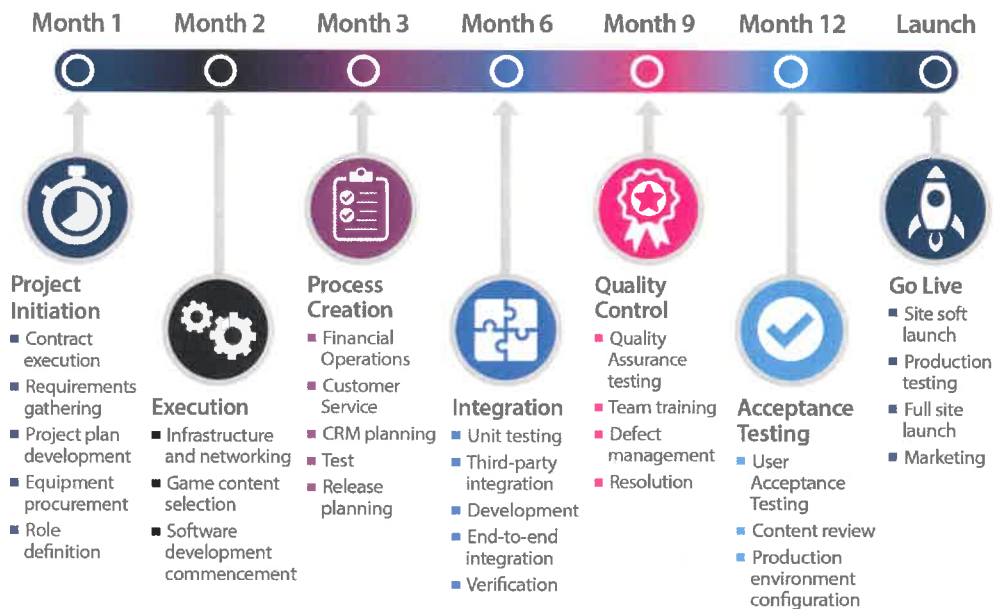 Month 1
Month 2
Month 3
Month 6
Month 9
Month 12
Launch
Project
Initiation
Contract
execution
Requirements
gathering
Project plan
development
Equipment
procurement
Role
definition
Execution
Infrastructure
and networking
Game content
selection
Software
development
commencement
Process
Creation
Financial
Operations
Customer
Service
CRM planning
Test
Release
planning
Integration
Unit testing
Third-party
integration
Development
End-to-end
integration
Verification
Quality
Control
Quality
Assurance
testing
Team training
Defect
management
Resolution
Acceptance
Testing
User
Acceptance
Testing
Content review
Production
environment
configuration
Go Live
Site soft
launch
Production
testing
Full site
launch
Marketing